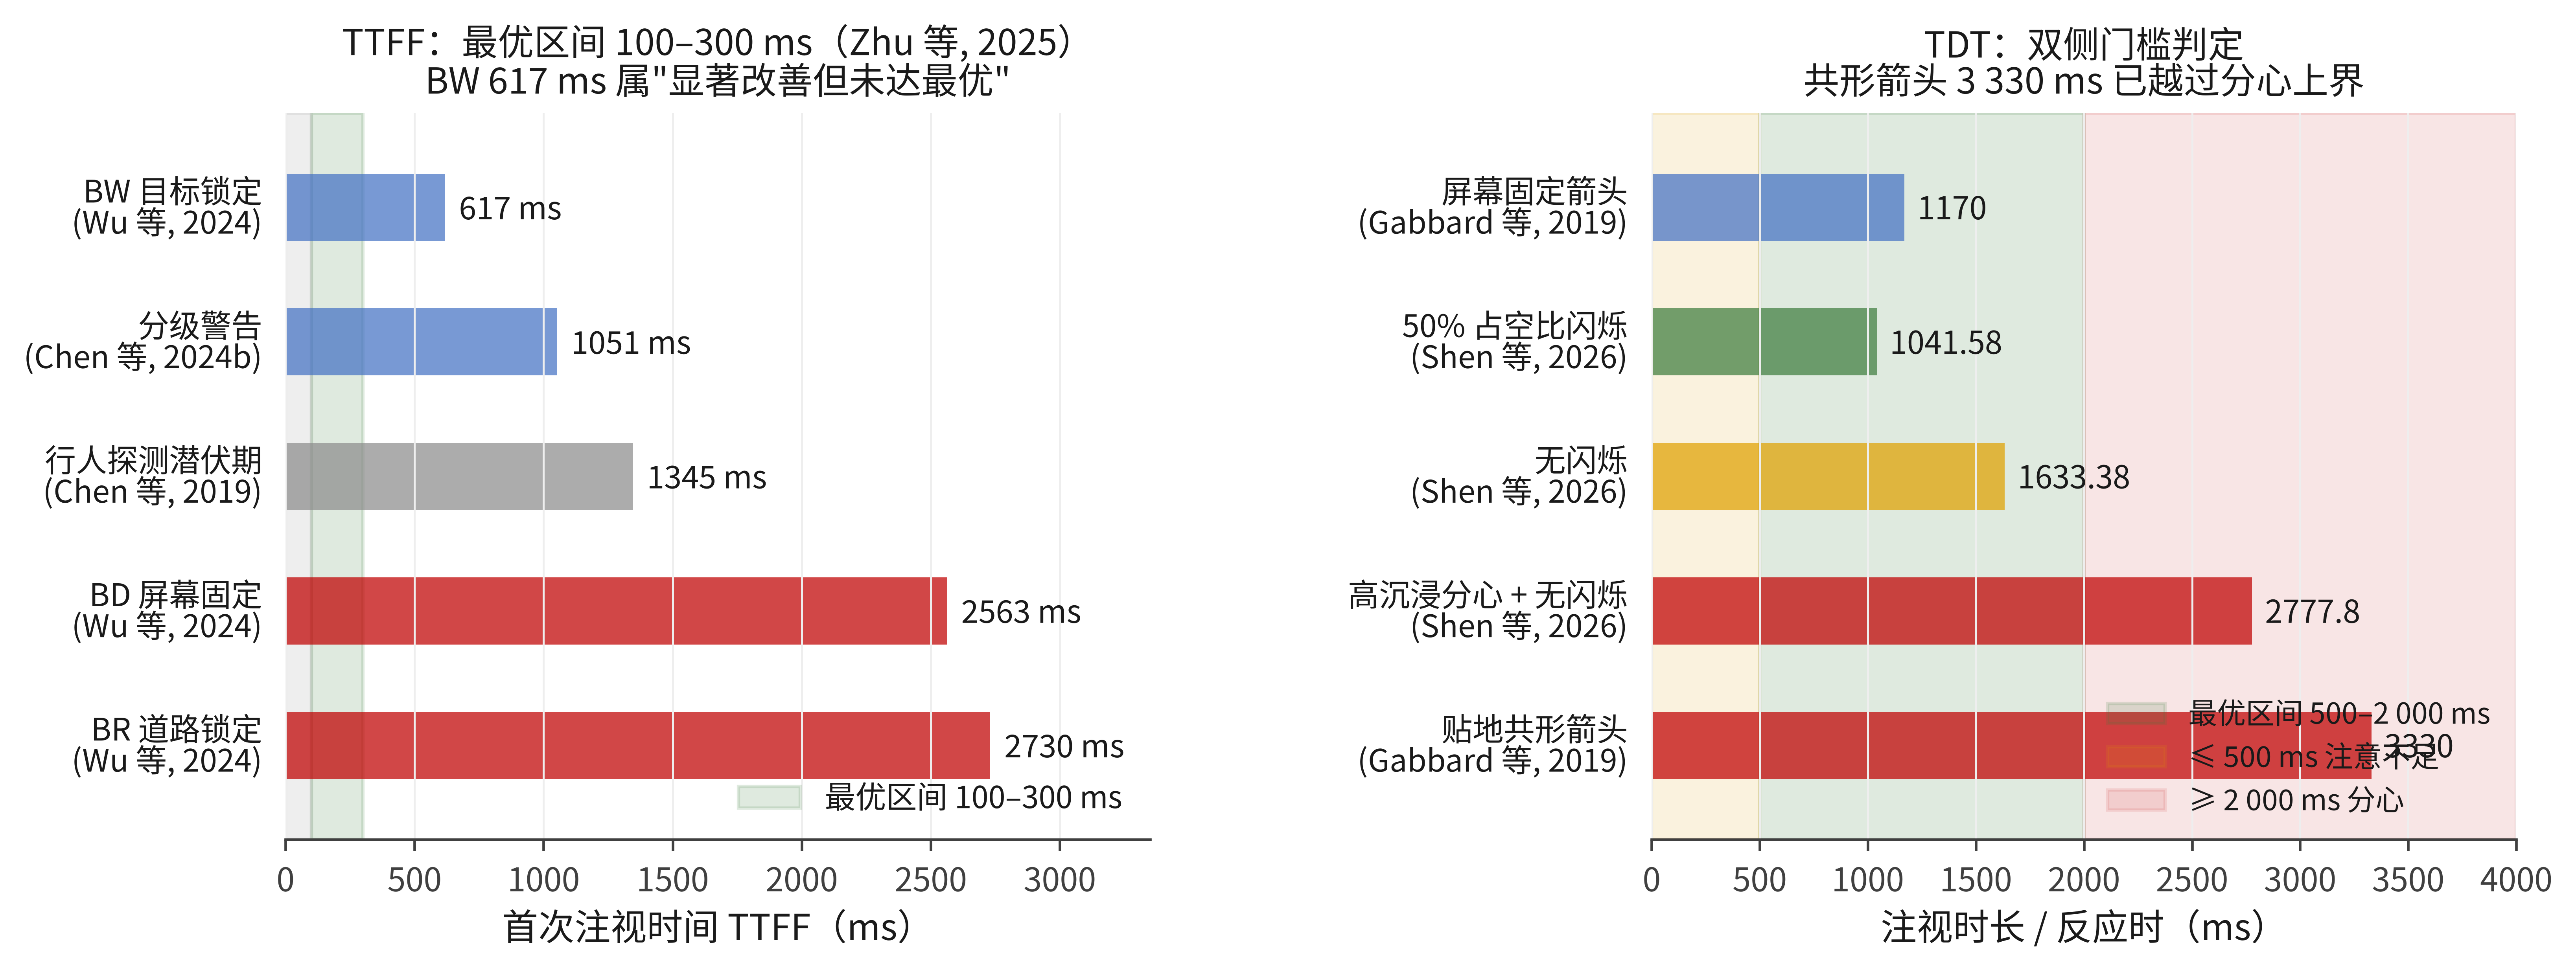 TTFF：最优区间 100–300 ms（Zhu 等, 2025）
BW 617 ms 属"显著改善但未达最优"
BW 目标锁定
(Wu 等, 2024)
617 ms
分级警告
(Chen 等, 2024b)
1051 ms
行人探测潜伏期
(Chen 等, 2019)
1345 ms
BD 屏幕固定
(Wu 等, 2024)
2563 ms
BR 道路锁定
(Wu 等, 2024)
2730 ms
最优区间 100–300 ms
0 500 1000 1500 2000 2500 3000
首次注视时间 TTFF（ms）
TDT：双侧门槛判定
共形箭头 3 330 ms 已越过分心上界
屏幕固定箭头
(Gabbard 等, 2019)
1170
50% 占空比闪烁
(Shen 等, 2026)
1041.58
无闪烁
(Shen 等, 2026)
1633.38
高沉浸分心 + 无闪烁
(Shen 等, 2026)
2777.8
贴地共形箭头
(Gabbard 等, 2019)
3330
最优区间 500–2 000 ms
≤ 500 ms 注意不足
≥ 2 000 ms 分心
0 500 1000 1500 2000 2500 3000 3500 4000
注视时长 / 反应时（ms）